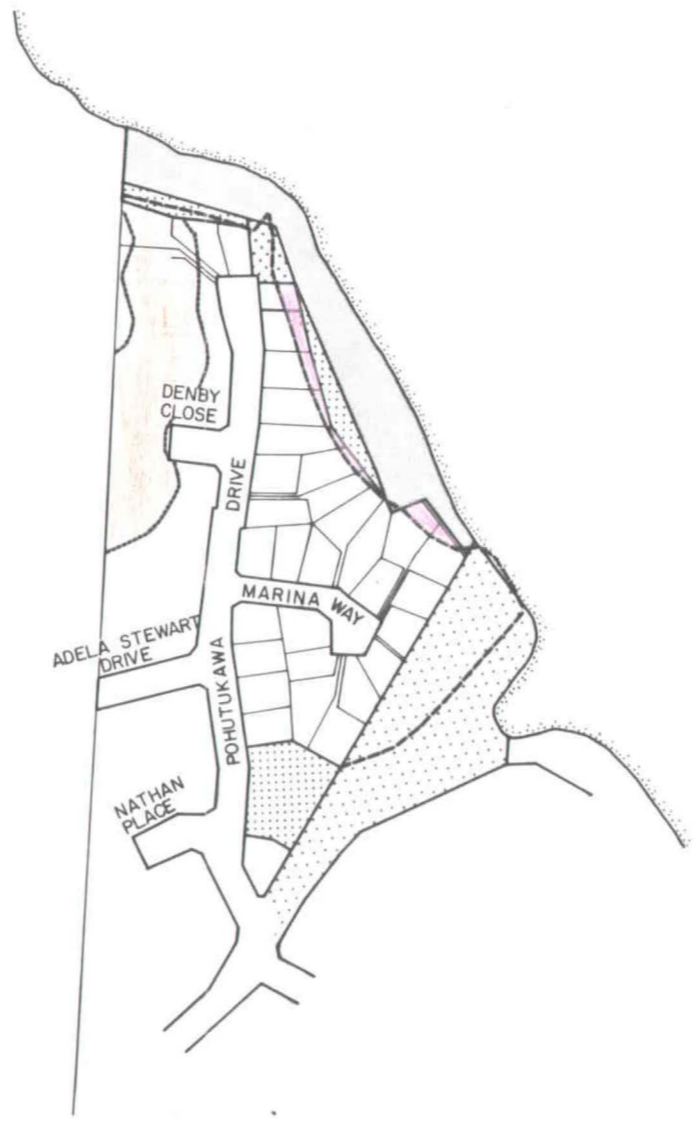 DENBY
CLOSE
DRIVE
MARINA WAY
ADELA STEWART
DRIVE
POHUTUKAWA
NATHAN
PLACE